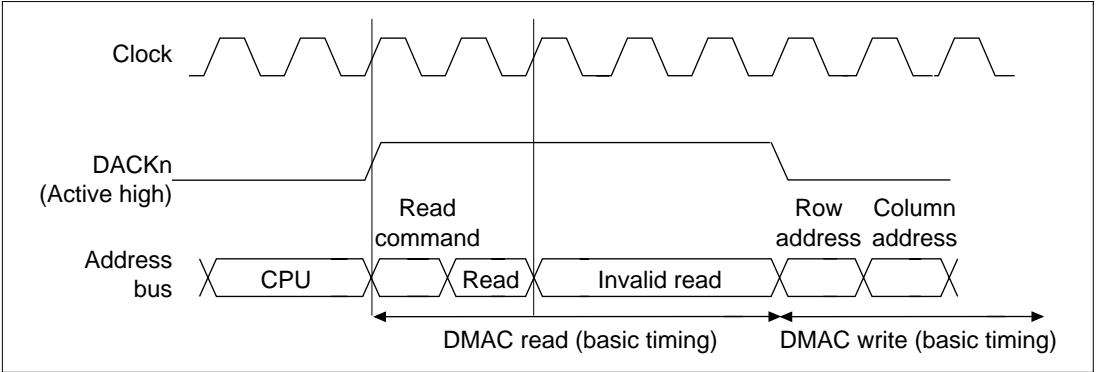 Clock
DACKn
(Active high)
Read
command
Row
address
Column
address
Address
bus
CPU
Read
Invalid read
DMAC read (basic timing)
DMAC write (basic timing)